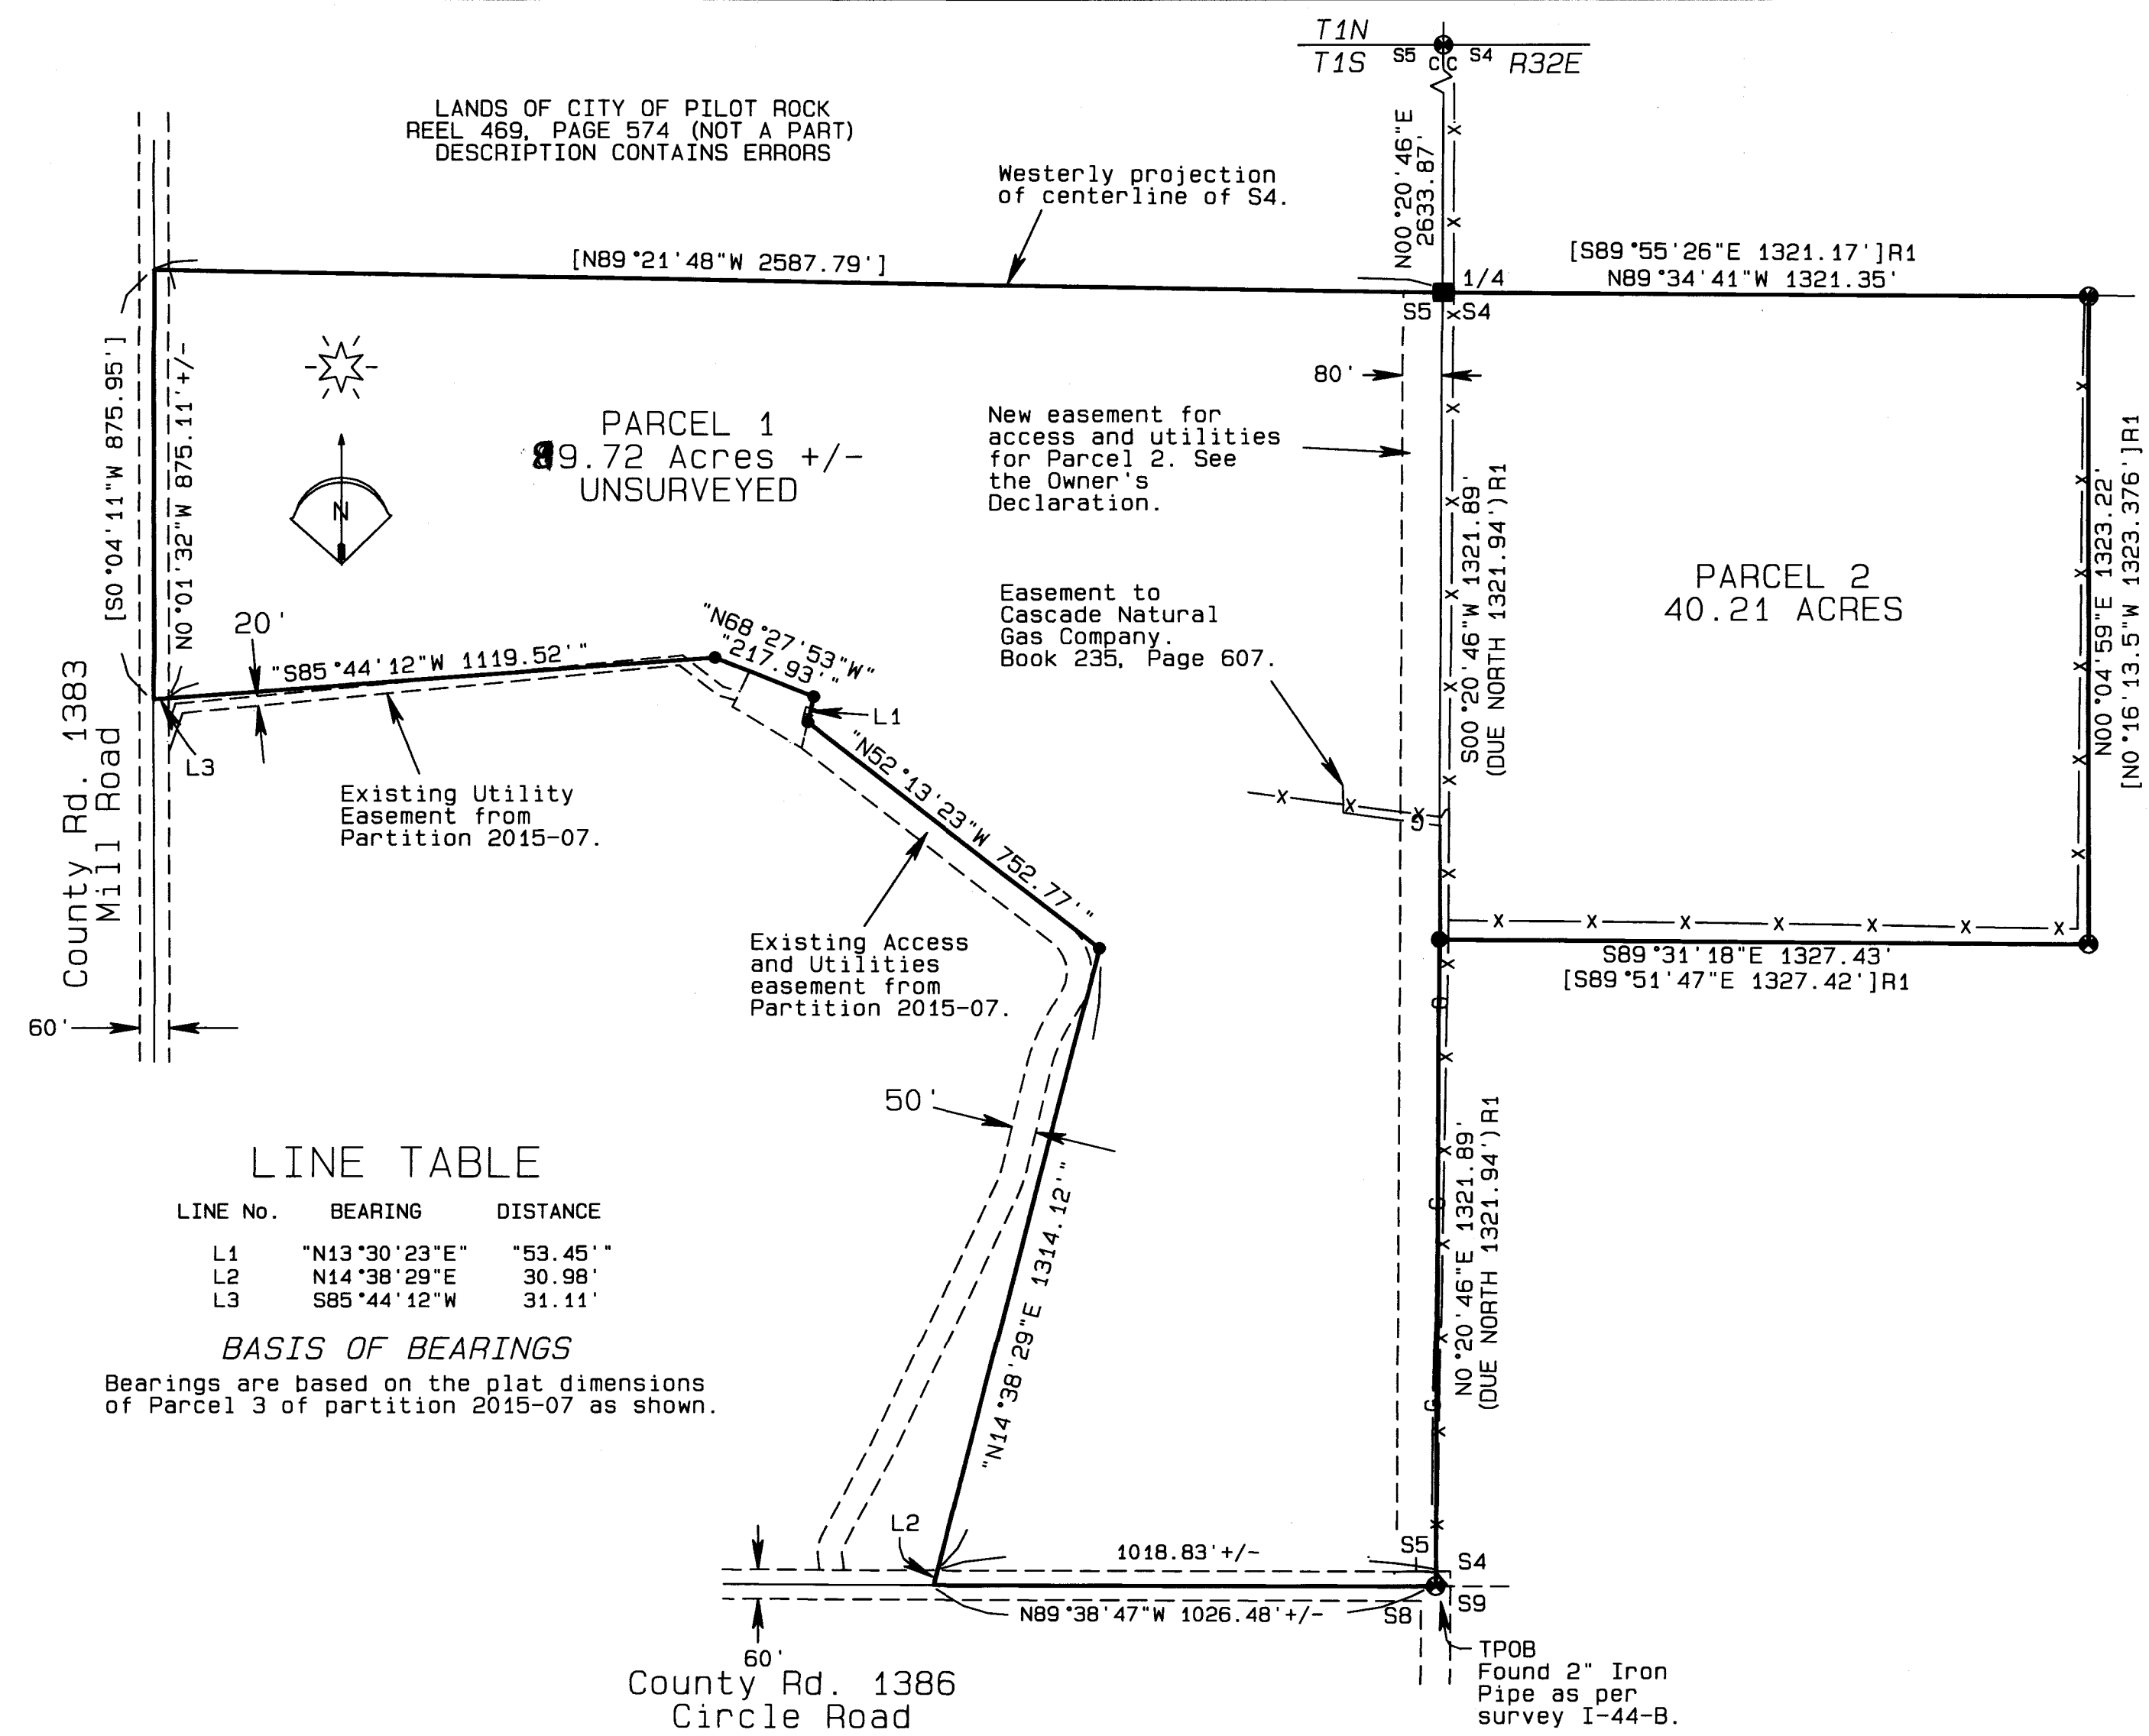 T1N
T1S S5 C C S4 R32E
LANDS OF CITY OF PILOT ROCK
REEL 469, PAGE 574 (NOT A PART)
DESCRIPTION CONTAINS ERRORS
Westerly projection
of centerline of S4.
N00°20'46"E
2633.87'
[N89°21'48"W 2587.79']
[S89°55'26"E 1321.17']R1
N89°34'41"W 1321.35'
1/4
S5 S4
80'
[S0°04'11"W 875.95']
N0°01'32"W 875.11'+/-
N
PARCEL 1
9.72 Acres +/-
UNSURVEYED
New easement for
access and utilities
for Parcel 2. See
the Owner's
Declaration.
S00°20'46"W 1321.89'
(DUE NORTH 1321.94')R1
PARCEL 2
40.21 ACRES
N00°04'59"E 1323.22'
[N0°16'13.5"W 1323.376']R1
Easement to
Cascade Natural
Gas Company.
Book 235, Page 607.
20'
"S85°44'12"W 1119.52'"
"N68°27'53"W"
"217.93'"
L1
L3
"N52°13'23"W 752.77'"
County Rd. 1383
Mill Road
60'
Existing Utility
Easement from
Partition 2015-07.
Existing Access
and Utilities
easement from
Partition 2015-07.
G
S89°31'18"E 1327.43'
[S89°51'47"E 1327.42']R1
50'
"N14°38'29"E 1314.12'"
G
G
G
N0°20'46"E 1321.89'
(DUE NORTH 1321.94')R1
LINE TABLE
LINE No. BEARING DISTANCE
L1 "N13°30'23"E" "53.45'"
L2 N14°38'29"E 30.98'
L3 S85°44'12"W 31.11'
BASIS OF BEARINGS
Bearings are based on the plat dimensions
of Parcel 3 of partition 2015-07 as shown.
L2
1018.83'+/-
S5 S4
N89°38'47"W 1026.48'+/-
S8 S9
60'
County Rd. 1386
Circle Road
TPOB
Found 2" Iron
Pipe as per
survey I-44-B.